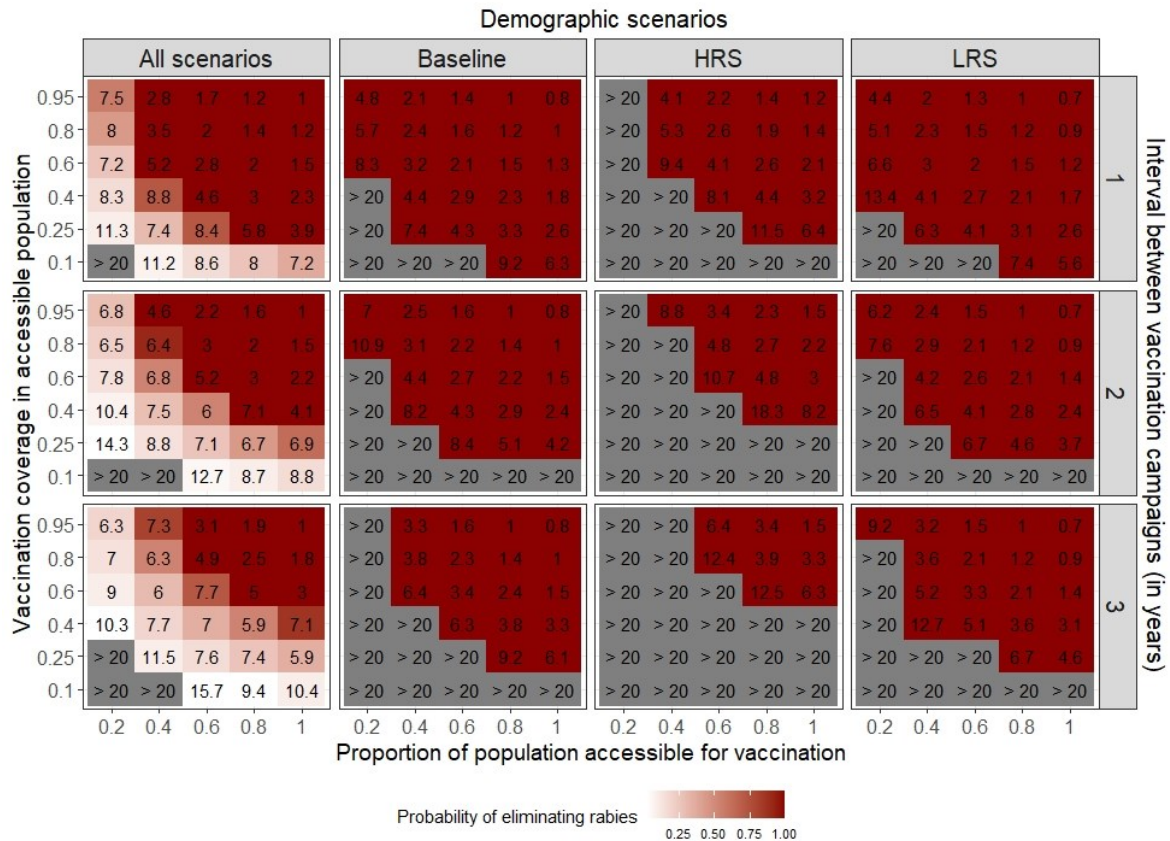 Demographic scenarios
All scenarios Baseline HRS LRS
0.95 7.5 2.8 1.7 1.2 1 4.8 2.1 1.4 1 0.8 > 20 4.1 2.2 1.4 1.2 4.4 2 1.3 1 0.7
0.8 8 3.5 2 1.4 1.2 5.7 2.4 1.6 1.2 1 > 20 5.3 2.6 1.9 1.4 5.1 2.3 1.5 1.2 0.9
0.6 7.2 5.2 2.8 2 1.5 8.3 3.2 2.1 1.5 1.3 > 20 9.4 4.1 2.6 2.1 6.6 3 2 1.5 1.2
0.4 8.3 8.8 4.6 3 2.3 > 20 4.4 2.9 2.3 1.8 > 20 > 20 8.1 4.4 3.2 13.4 4.1 2.7 2.1 1.7
0.25 11.3 7.4 8.4 5.8 3.9 > 20 7.4 4.3 3.3 2.6 > 20 > 20 > 20 11.5 6.4 > 20 6.3 4.1 3.1 2.6
0.1 > 20 11.2 8.6 8 7.2 > 20 > 20 > 20 9.2 6.3 > 20 > 20 > 20 > 20 > 20 > 20 > 20 > 20 7.4 5.6
1
0.95 6.8 4.6 2.2 1.6 1 7 2.5 1.6 1 0.8 > 20 8.8 3.4 2.3 1.5 6.2 2.4 1.5 1 0.7
0.8 6.5 6.4 3 2 1.5 10.9 3.1 2.2 1.4 1 > 20 > 20 4.8 2.7 2.2 7.6 2.9 2.1 1.2 0.9
0.6 7.8 6.8 5.2 3 2.2 > 20 4.4 2.7 2.2 1.5 > 20 > 20 10.7 4.8 3 > 20 4.2 2.6 2.1 1.4
0.4 10.4 7.5 6 7.1 4.1 > 20 8.2 4.3 2.9 2.4 > 20 > 20 > 20 18.3 8.2 > 20 6.5 4.1 2.8 2.4
0.25 14.3 8.8 7.1 6.7 6.9 > 20 > 20 8.4 5.1 4.2 > 20 > 20 > 20 > 20 > 20 > 20 > 20 6.7 4.6 3.7
0.1 > 20 > 20 12.7 8.7 8.8 > 20 > 20 > 20 > 20 > 20 > 20 > 20 > 20 > 20 > 20 > 20 > 20 > 20 > 20 > 20
2
0.95 6.3 7.3 3.1 1.9 1 > 20 3.3 1.6 1 0.8 > 20 > 20 6.4 3.4 1.5 9.2 3.2 1.5 1 0.7
0.8 7 6.3 4.9 2.5 1.8 > 20 3.8 2.3 1.4 1 > 20 > 20 12.4 3.9 3.3 > 20 3.6 2.1 1.2 0.9
0.6 9 6 7.7 5 3 > 20 6.4 3.4 2.4 1.5 > 20 > 20 > 20 12.5 6.3 > 20 5.2 3.3 2.1 1.4
0.4 10.3 7.7 7 5.9 7.1 > 20 > 20 6.3 3.8 3.3 > 20 > 20 > 20 > 20 > 20 > 20 12.7 5.1 3.6 3.1
0.25 > 20 11.5 7.6 7.4 5.9 > 20 > 20 > 20 9.2 6.1 > 20 > 20 > 20 > 20 > 20 > 20 > 20 > 20 6.7 4.6
0.1 > 20 > 20 15.7 9.4 10.4 > 20 > 20 > 20 > 20 > 20 > 20 > 20 > 20 > 20 > 20 > 20 > 20 > 20 > 20 > 20
3
0.2 0.4 0.6 0.8 1 0.2 0.4 0.6 0.8 1 0.2 0.4 0.6 0.8 1 0.2 0.4 0.6 0.8 1
Vaccination coverage in accessible population
Interval between vaccination campaigns (in years)
Proportion of population accessible for vaccination
Probability of eliminating rabies
0.25 0.50 0.75 1.00